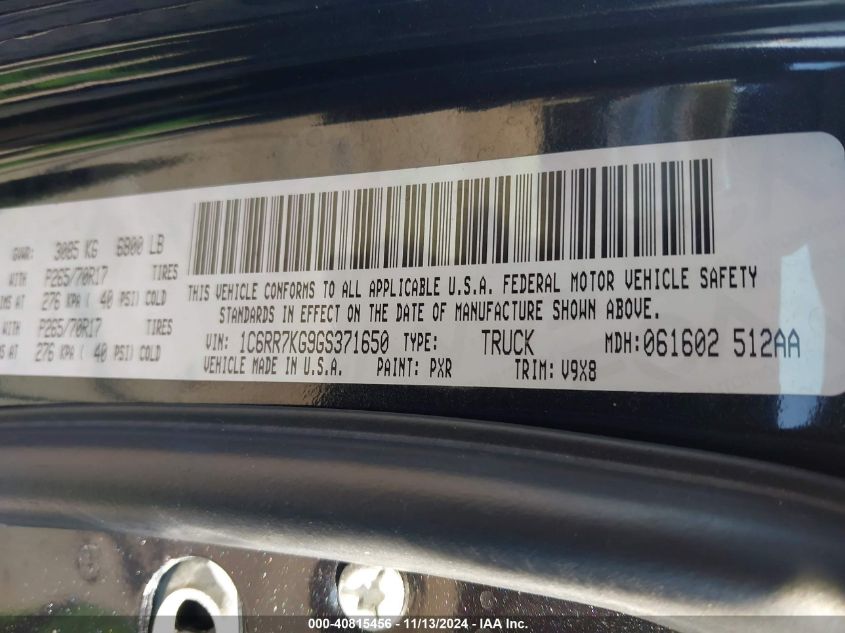 GVWR: 3085 KG 6800 LB
WITH P265/70R17 TIRES
RIMS AT 276 KPA ( 40 PSI) COLD
WITH P265/70R17 TIRES
RIMS AT 276 KPA ( 40 PSI) COLD
THIS VEHICLE CONFORMS TO ALL APPLICABLE U.S.A. FEDERAL MOTOR VEHICLE SAFETY
STANDARDS IN EFFECT ON THE DATE OF MANUFACTURE SHOWN ABOVE.
VIN: 1C6RR7KG9GS371650 TYPE: TRUCK MDH:061602 512AA
VEHICLE MADE IN U.S.A. PAINT: PXR TRIM: V9X8
000-40815456 - 11/13/2024 - IAA Inc.